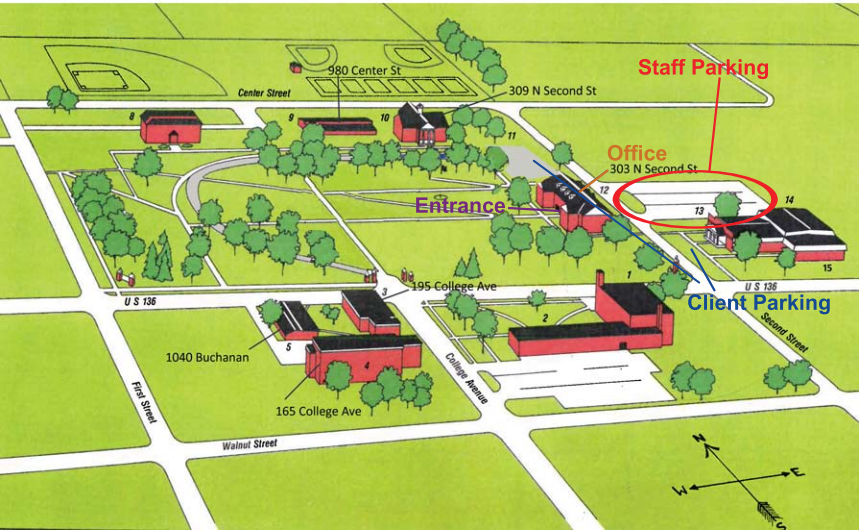 Staff Parking
980 Center St
Center Street
309 N Second St
8
9
10
11
Office
303 N Second St
12
Entrance
13
14
15
1
U S 136
195 College Ave
3
U S 136
Client Parking
2
Second Street
1040 Buchanan
5
4
College Avenue
165 College Ave
First Street
Walnut Street
N
E
W
S